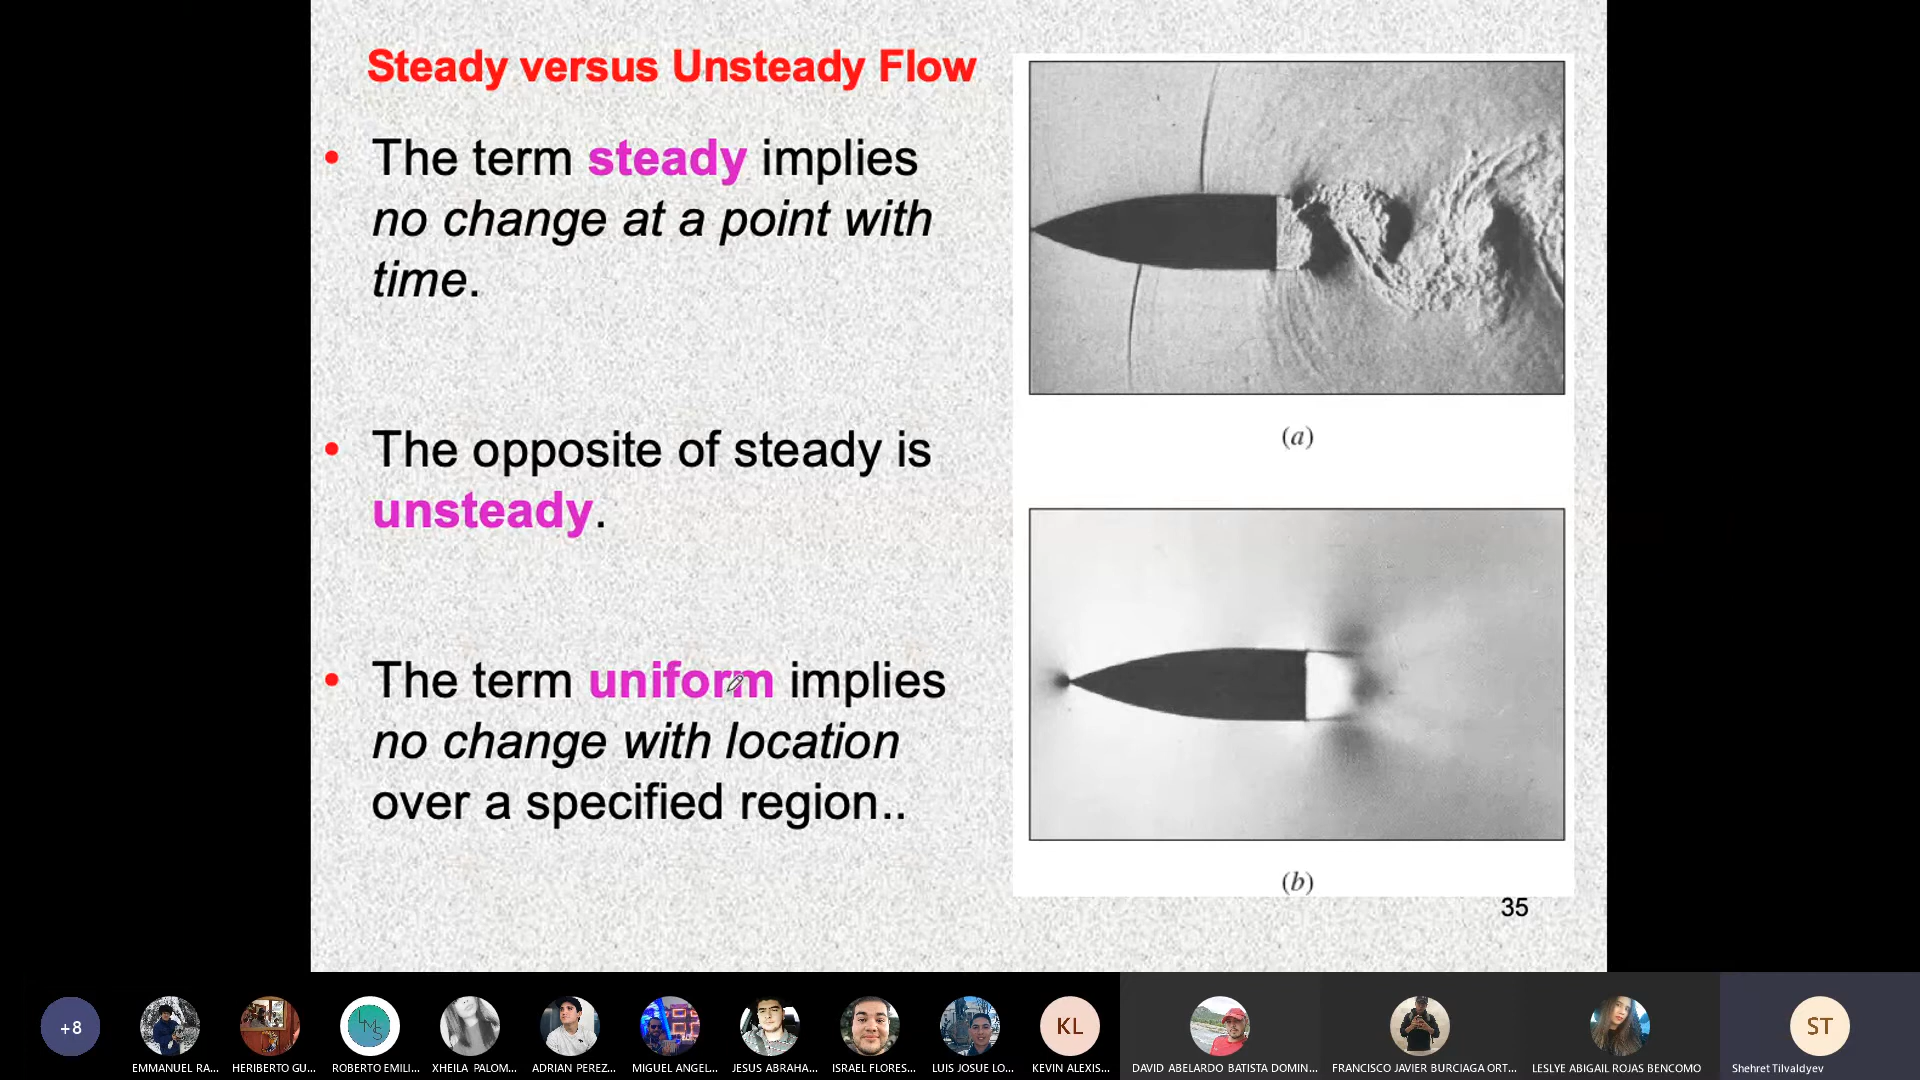 Steady versus Unsteady Flow
• The term steady implies
no change at a point with
time.
• The opposite of steady is
unsteady.
• The term uniform implies
no change with location
over a specified region..
(a)
(b)
35
+8
LMS
KL
ST
EMMANUEL RA...
HERIBERTO GU...
ROBERTO EMILI...
XHEILA PALOM...
ADRIAN PEREZ...
MIGUEL ANGEL...
JESUS ABRAHA...
ISRAEL FLORES...
LUIS JOSUE LO...
KEVIN ALEXIS...
DAVID ABELARDO BATISTA DOMIN...
FRANCISCO JAVIER BURCIAGA ORT...
LESLYE ABIGAIL ROJAS BENCOMO
Shehret Tilvaldyev